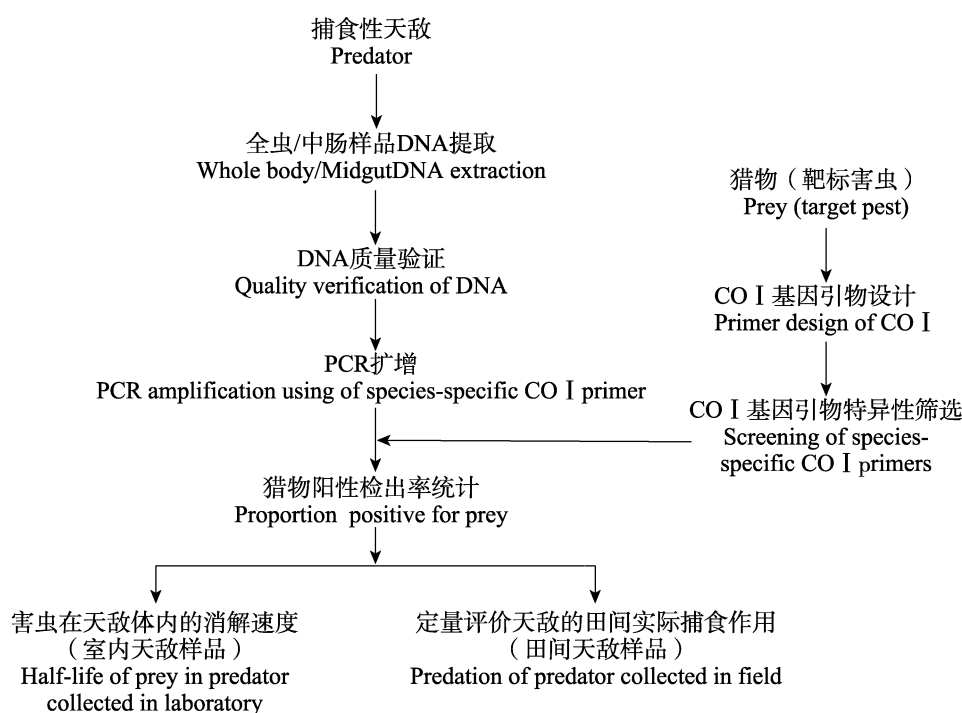 捕食性天敌
Predator
全虫/中肠样品DNA提取
Whole body/MidgutDNA extraction
DNA质量验证
Quality verification of DNA
PCR扩增
PCR amplification using of species-specific COⅠprimer
猎物（靶标害虫）
Prey (target pest)
COⅠ基因引物设计
Primer design of COⅠ
COⅠ基因引物特异性筛选
Screening of species-
specific COⅠprimers
猎物阳性检出率统计
Proportion positive for prey
害虫在天敌体内的消解速度
（室内天敌样品）
Half-life of prey in predator
collected in laboratory
定量评价天敌的田间实际捕食作用
（田间天敌样品）
Predation of predator collected in field